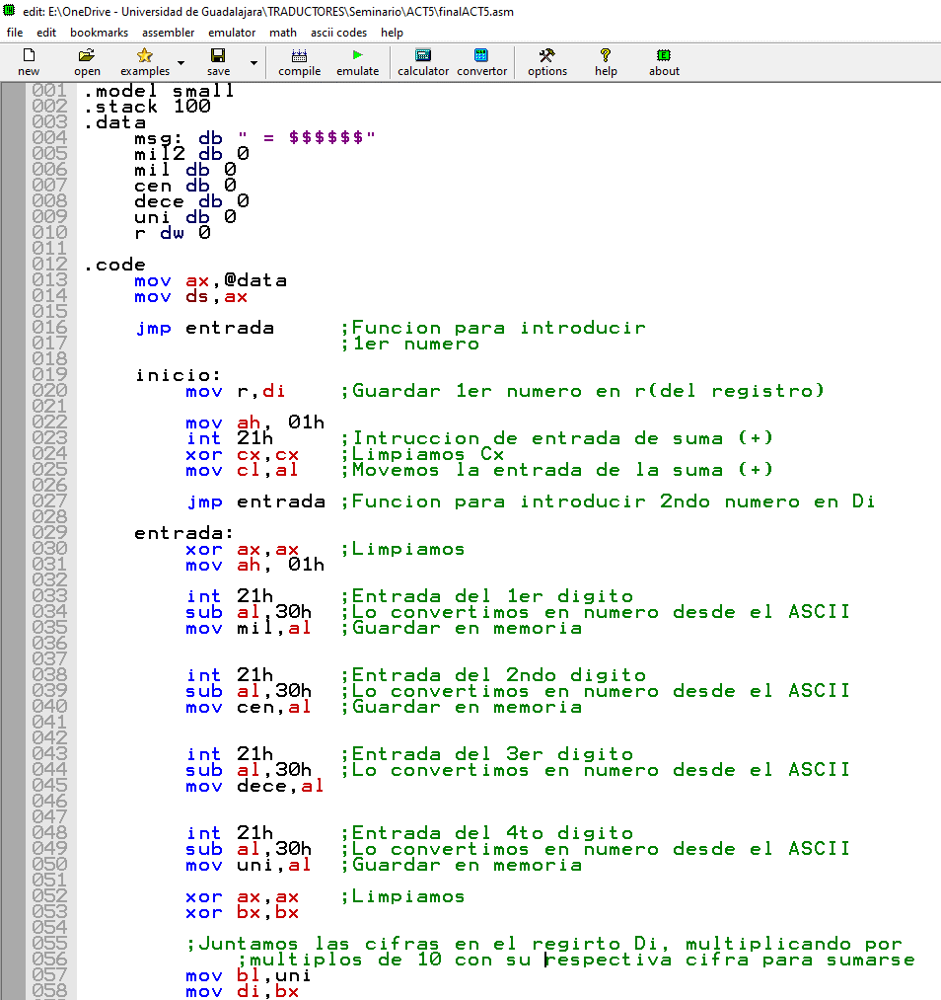 edit: E:\OneDrive - Universidad de Guadalajara\TRADUCTORES\Seminario\ACT5\finalACT5.asm
file edit bookmarks assembler emulator math ascii codes help
new open examples save compile emulate calculator convertor options help about
001 .model small
002 .stack 100
003 .data
004 msg: db " = $$$$$$"
005 mil2 db 0
006 mil db 0
007 cen db 0
008 dece db 0
009 uni db 0
010 r dw 0
011
012 .code
013 mov ax,@data
014 mov ds,ax
015
016 jmp entrada ;Funcion para introducir
017 ;1er numero
018
019 inicio:
020 mov r,di ;Guardar 1er numero en r(del registro)
021
022 mov ah, 01h
023 int 21h ;Intruccion de entrada de suma (+)
024 xor cx,cx ;Limpiamos Cx
025 mov cl,al ;Movemos la entrada de la suma (+)
026
027 jmp entrada ;Funcion para introducir 2ndo numero en Di
028
029 entrada:
030 xor ax,ax ;Limpiamos
031 mov ah, 01h
032
033 int 21h ;Entrada del 1er digito
034 sub al,30h ;Lo convertimos en numero desde el ASCII
035 mov mil,al ;Guardar en memoria
036
037
038 int 21h ;Entrada del 2ndo digito
039 sub al,30h ;Lo convertimos en numero desde el ASCII
040 mov cen,al ;Guardar en memoria
041
042
043 int 21h ;Entrada del 3er digito
044 sub al,30h ;Lo convertimos en numero desde el ASCII
045 mov dece,al
046
047
048 int 21h ;Entrada del 4to digito
049 sub al,30h ;Lo convertimos en numero desde el ASCII
050 mov uni,al ;Guardar en memoria
051
052 xor ax,ax ;Limpiamos
053 xor bx,bx
054
055 ;Juntamos las cifras en el regirto Di, multiplicando por
056 ;multiplos de 10 con su respectiva cifra para sumarse
057 mov bl,uni
058 mov di,bx